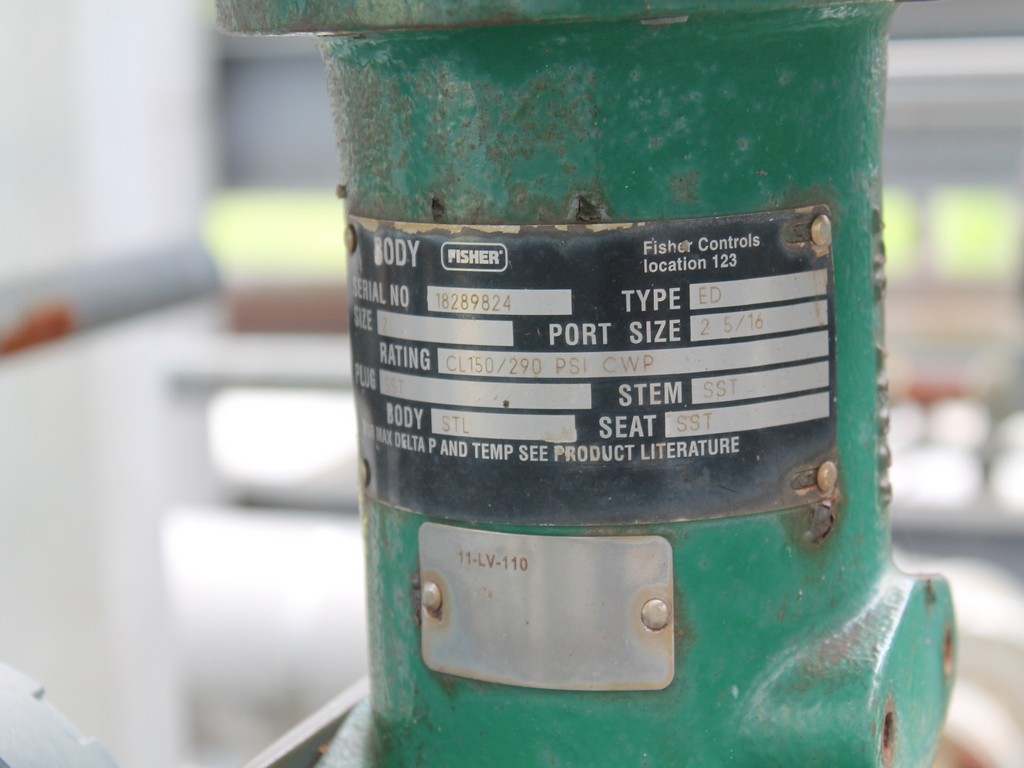 BODY FISHER Fisher Controls
location 123
SERIAL NO 18289824 TYPE ED
SIZE PORT SIZE 2 5/16
RATING CL150/290 PSI CWP
PLUG SST STEM SST
BODY STL SEAT SST
MAX DELTA P AND TEMP SEE PRODUCT LITERATURE
11-LV-110